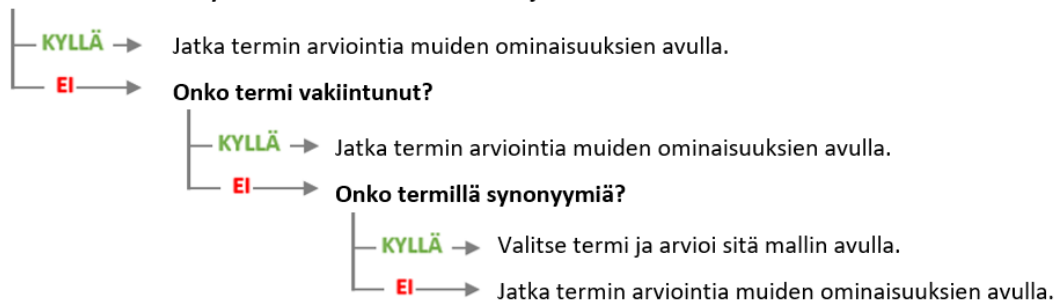 KYLLÄ Jatka termin arviointia muiden ominaisuuksien avulla.
EI Onko termi vakiintunut?
KYLLÄ Jatka termin arviointia muiden ominaisuuksien avulla.
EI Onko termillä synonyymiä?
KYLLÄ Valitse termi ja arvioi sitä mallin avulla.
EI Jatka termin arviointia muiden ominaisuuksien avulla.